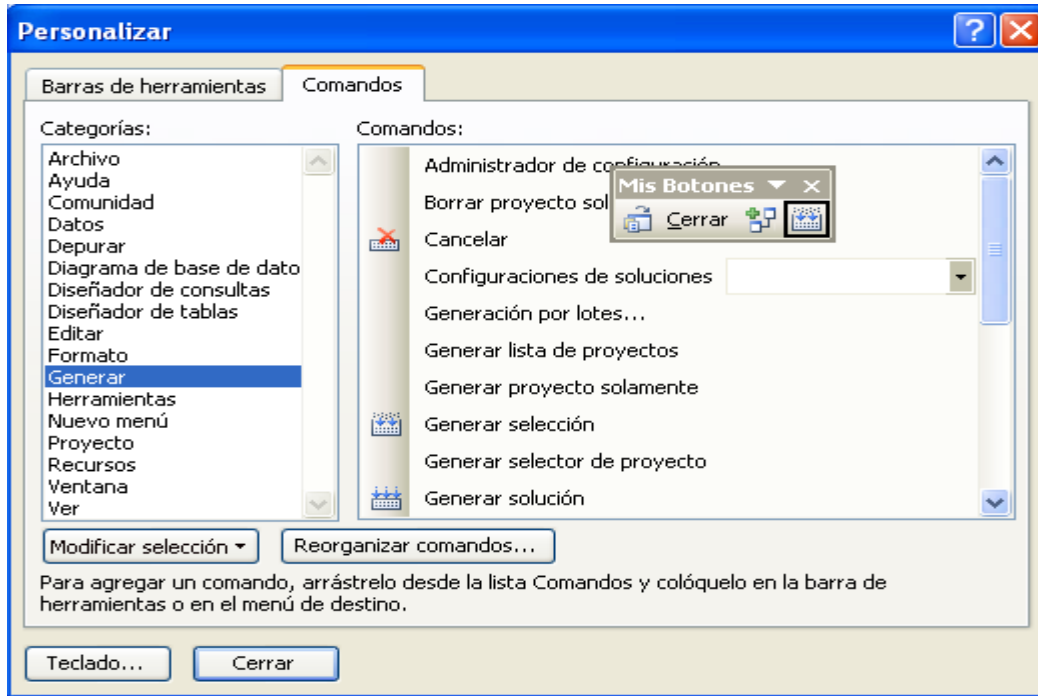 Personalizar
Barras de herramientas
Comandos
Categorías:
Comandos:
Archivo
Ayuda
Comunidad
Datos
Depurar
Diagrama de base de dato
Diseñador de consultas
Diseñador de tablas
Editar
Formato
Generar
Herramientas
Nuevo menú
Proyecto
Recursos
Ventana
Ver
Administrador de configuración
Mis Botones
Cerrar
Borrar proyecto sol
Cancelar
Configuraciones de soluciones
Generación por lotes...
Generar lista de proyectos
Generar proyecto solamente
Generar selección
Generar selector de proyecto
Generar solución
Modificar selección
Reorganizar comandos...
Para agregar un comando, arrástrelo desde la lista Comandos y colóquelo en la barra de
herramientas o en el menú de destino.
Teclado...
Cerrar